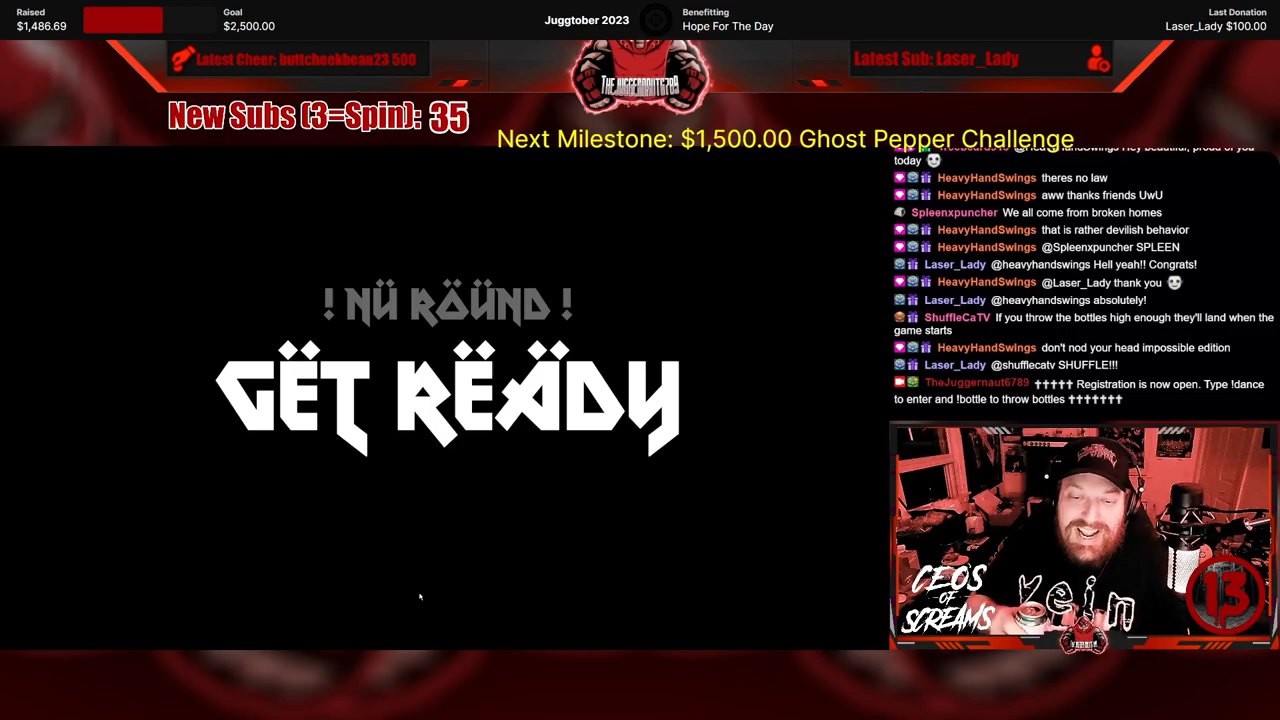 Raised
$1,486.69
Goal
$2,500.00
Juggtober 2023
Benefitting
Hope For The Day
Last Donation
Laser_Lady $100.00
Latest Cheer: buttcheekbeau23 500
THEJUGGERNAUT6789
Latest Sub: Laser_Lady
New Subs (3=Spin): 35
Next Milestone: $1,500.00 Ghost Pepper Challenge
today
HeavyHandSwIngs theres no law
HeavyHandSwIngs aww thanks friends UwU
Spleenxpuncher We all come from broken homes
HeavyHandSwIngs that is rather devilish behavior
HeavyHandSwIngs @Spleenxpuncher SPLEEN
Laser_Lady @heavyhandswings Hell yeah!! Congrats!
HeavyHandSwIngs @Laser_Lady thank you
Laser_Lady @heavyhandswings absolutely!
ShuffleCaTV If you throw the bottles high enough they'll land when the
game starts
HeavyHandSwIngs don't nod your head impossible edition
Laser_Lady @shufflecatv SHUFFLE!!!
TheJuggernaut6789 ✝✝✝✝✝ Registration is now open. Type !dance
to enter and !bottle to throw bottles ✝✝✝✝✝✝✝
! NÜ RÖÜND !
GËT RËÄDY
CEOS
OF
SCREAMS
vein
13